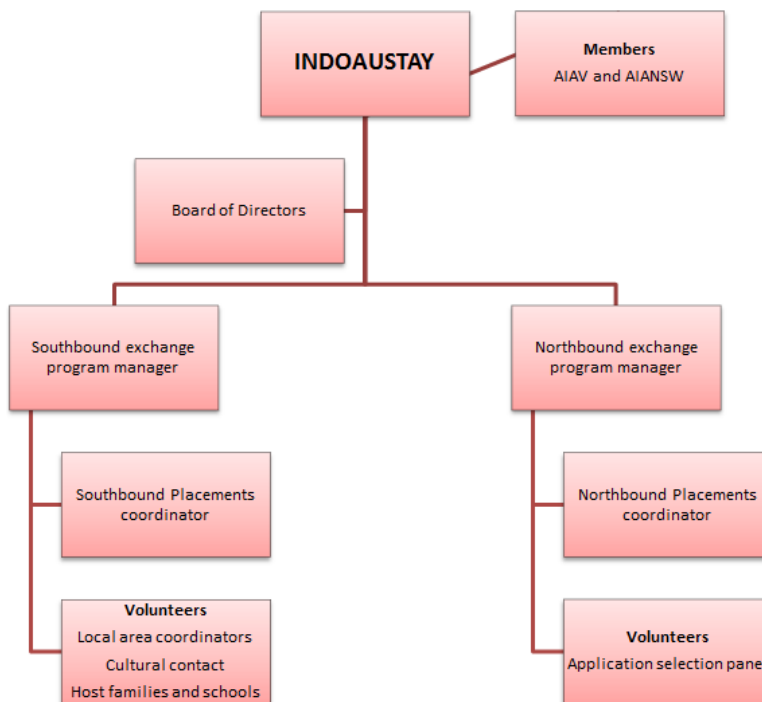 INDOAUSTAY
Members
AIAV and AIANSW
Board of Directors
Southbound exchange
program manager
Northbound exchange
program manager
Southbound Placements
coordinator
Northbound Placements
coordinator
Volunteers
Local area coordinators
Cultural contact
Host families and schools
Volunteers
Application selection pane